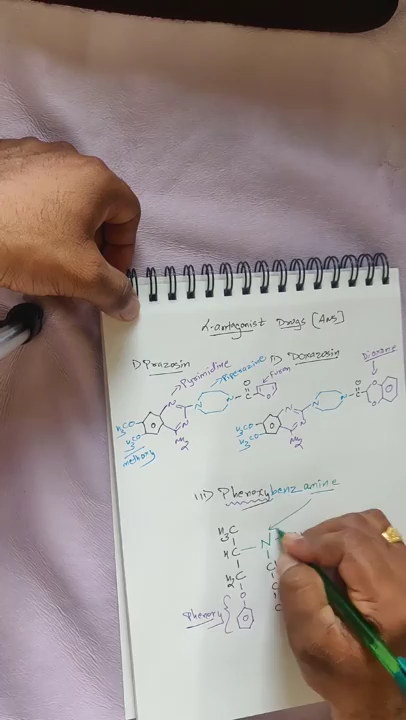 α-antagonist Drugs [ANS]
I) Prazosin
II) Doxazosin
Dioxane
Pyrimidine
Piperazine
Furan
N
N
N
N
O
C
O
H₃CO
H₃CO
methoxy
NH₂
N
N
N
N
O
C
O
O
H₃CO
H₃CO
NH₂
III) Phenoxybenzamine
H₃C
HC
N
H₂C
O
Phenoxy